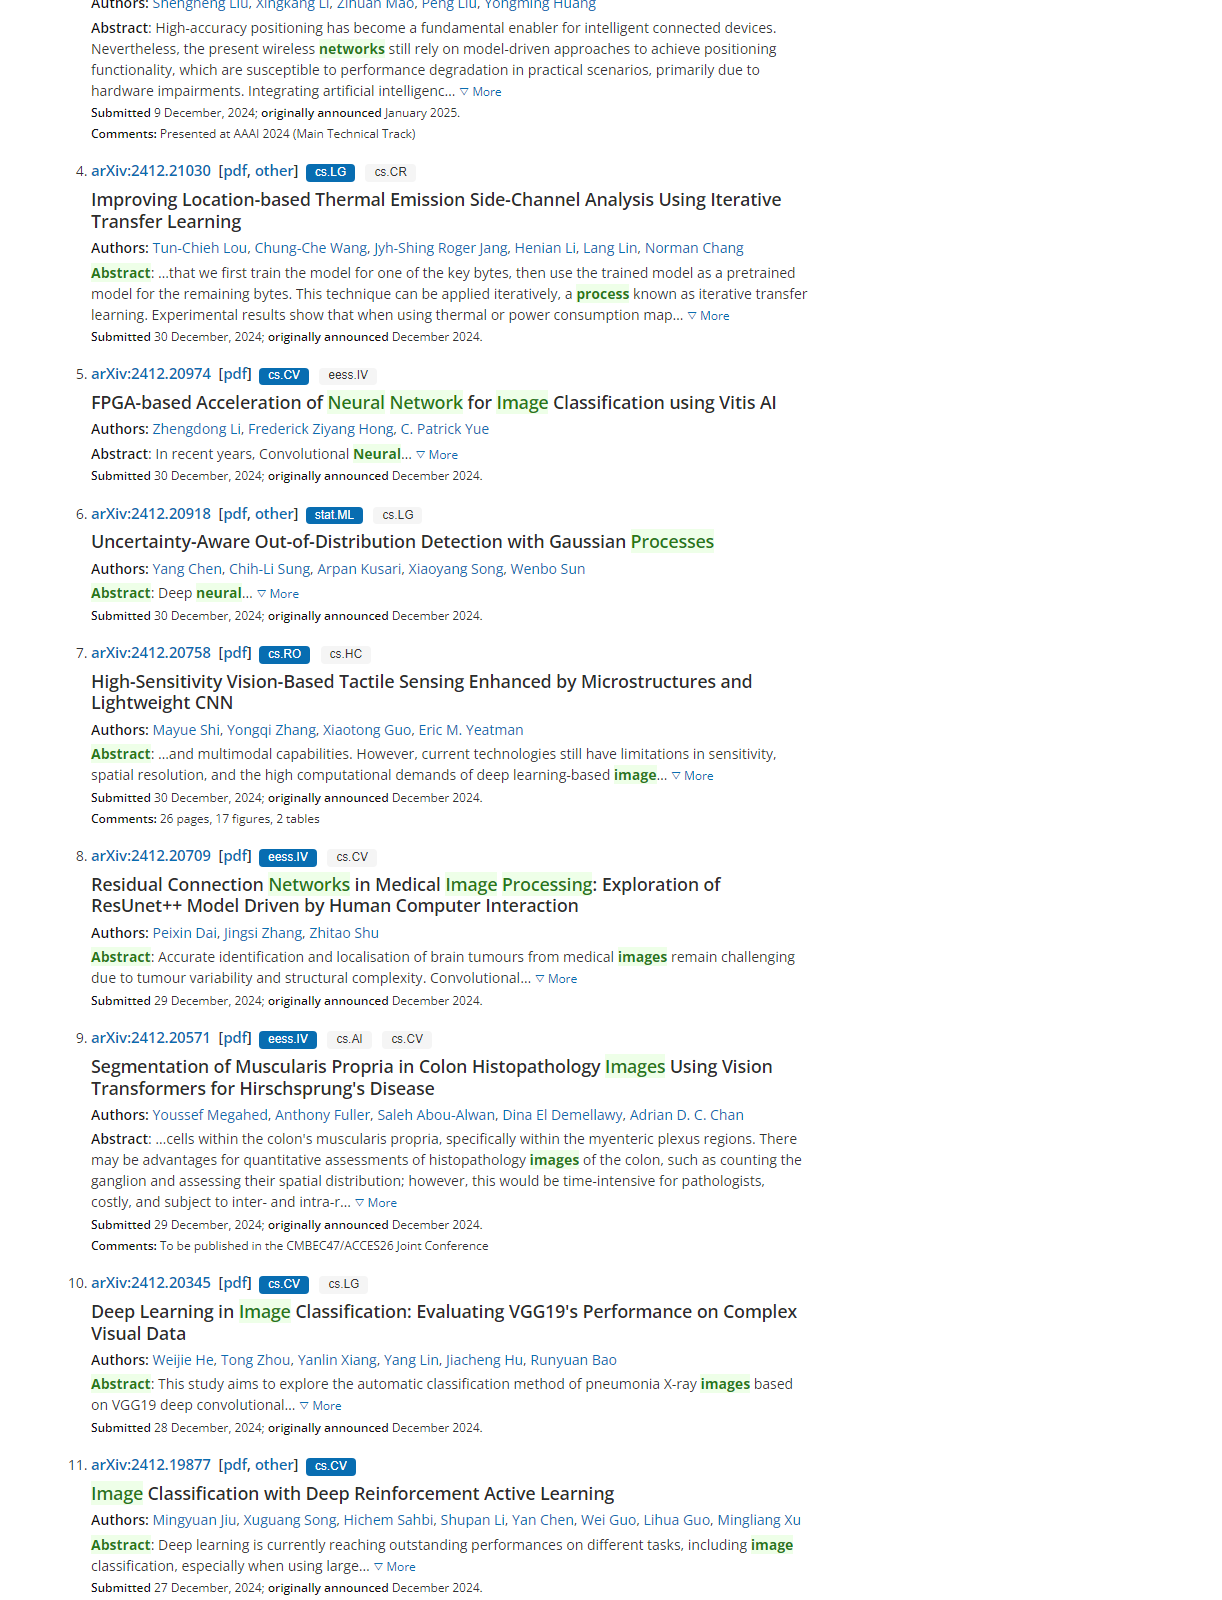 Authors: Shengheng Liu, Xingkang Li, Zihuan Mao, Peng Liu, Yongming Huang
Abstract: High-accuracy positioning has become a fundamental enabler for intelligent connected devices.
Nevertheless, the present wireless networks still rely on model-driven approaches to achieve positioning
functionality, which are susceptible to performance degradation in practical scenarios, primarily due to
hardware impairments. Integrating artificial intelligenc... ▽ More
Submitted 9 December, 2024; originally announced January 2025.
Comments: Presented at AAAI 2024 (Main Technical Track)
4. arXiv:2412.21030 [pdf, other] cs.LG cs.CR
Improving Location-based Thermal Emission Side-Channel Analysis Using Iterative
Transfer Learning
Authors: Tun-Chieh Lou, Chung-Che Wang, Jyh-Shing Roger Jang, Henian Li, Lang Lin, Norman Chang
Abstract: ...that we first train the model for one of the key bytes, then use the trained model as a pretrained
model for the remaining bytes. This technique can be applied iteratively, a process known as iterative transfer
learning. Experimental results show that when using thermal or power consumption map... ▽ More
Submitted 30 December, 2024; originally announced December 2024.
5. arXiv:2412.20974 [pdf] cs.CV eess.IV
FPGA-based Acceleration of Neural Network for Image Classification using Vitis AI
Authors: Zhengdong Li, Frederick Ziyang Hong, C. Patrick Yue
Abstract: In recent years, Convolutional Neural... ▽ More
Submitted 30 December, 2024; originally announced December 2024.
6. arXiv:2412.20918 [pdf, other] stat.ML cs.LG
Uncertainty-Aware Out-of-Distribution Detection with Gaussian Processes
Authors: Yang Chen, Chih-Li Sung, Arpan Kusari, Xiaoyang Song, Wenbo Sun
Abstract: Deep neural... ▽ More
Submitted 30 December, 2024; originally announced December 2024.
7. arXiv:2412.20758 [pdf] cs.RO cs.HC
High-Sensitivity Vision-Based Tactile Sensing Enhanced by Microstructures and
Lightweight CNN
Authors: Mayue Shi, Yongqi Zhang, Xiaotong Guo, Eric M. Yeatman
Abstract: ...and multimodal capabilities. However, current technologies still have limitations in sensitivity,
spatial resolution, and the high computational demands of deep learning-based image... ▽ More
Submitted 30 December, 2024; originally announced December 2024.
Comments: 26 pages, 17 figures, 2 tables
8. arXiv:2412.20709 [pdf] eess.IV cs.CV
Residual Connection Networks in Medical Image Processing: Exploration of
ResUnet++ Model Driven by Human Computer Interaction
Authors: Peixin Dai, Jingsi Zhang, Zhitao Shu
Abstract: Accurate identification and localisation of brain tumours from medical images remain challenging
due to tumour variability and structural complexity. Convolutional... ▽ More
Submitted 29 December, 2024; originally announced December 2024.
9. arXiv:2412.20571 [pdf] eess.IV cs.AI cs.CV
Segmentation of Muscularis Propria in Colon Histopathology Images Using Vision
Transformers for Hirschsprung's Disease
Authors: Youssef Megahed, Anthony Fuller, Saleh Abou-Alwan, Dina El Demellawy, Adrian D. C. Chan
Abstract: ...cells within the colon's muscularis propria, specifically within the myenteric plexus regions. There
may be advantages for quantitative assessments of histopathology images of the colon, such as counting the
ganglion and assessing their spatial distribution; however, this would be time-intensive for pathologists,
costly, and subject to inter- and intra-r... ▽ More
Submitted 29 December, 2024; originally announced December 2024.
Comments: To be published in the CMBEC47/ACCES26 Joint Conference
10. arXiv:2412.20345 [pdf] cs.CV cs.LG
Deep Learning in Image Classification: Evaluating VGG19's Performance on Complex
Visual Data
Authors: Weijie He, Tong Zhou, Yanlin Xiang, Yang Lin, Jiacheng Hu, Runyuan Bao
Abstract: This study aims to explore the automatic classification method of pneumonia X-ray images based
on VGG19 deep convolutional... ▽ More
Submitted 28 December, 2024; originally announced December 2024.
11. arXiv:2412.19877 [pdf, other] cs.CV
Image Classification with Deep Reinforcement Active Learning
Authors: Mingyuan Jiu, Xuguang Song, Hichem Sahbi, Shupan Li, Yan Chen, Wei Guo, Lihua Guo, Mingliang Xu
Abstract: Deep learning is currently reaching outstanding performances on different tasks, including image
classification, especially when using large... ▽ More
Submitted 27 December, 2024; originally announced December 2024.